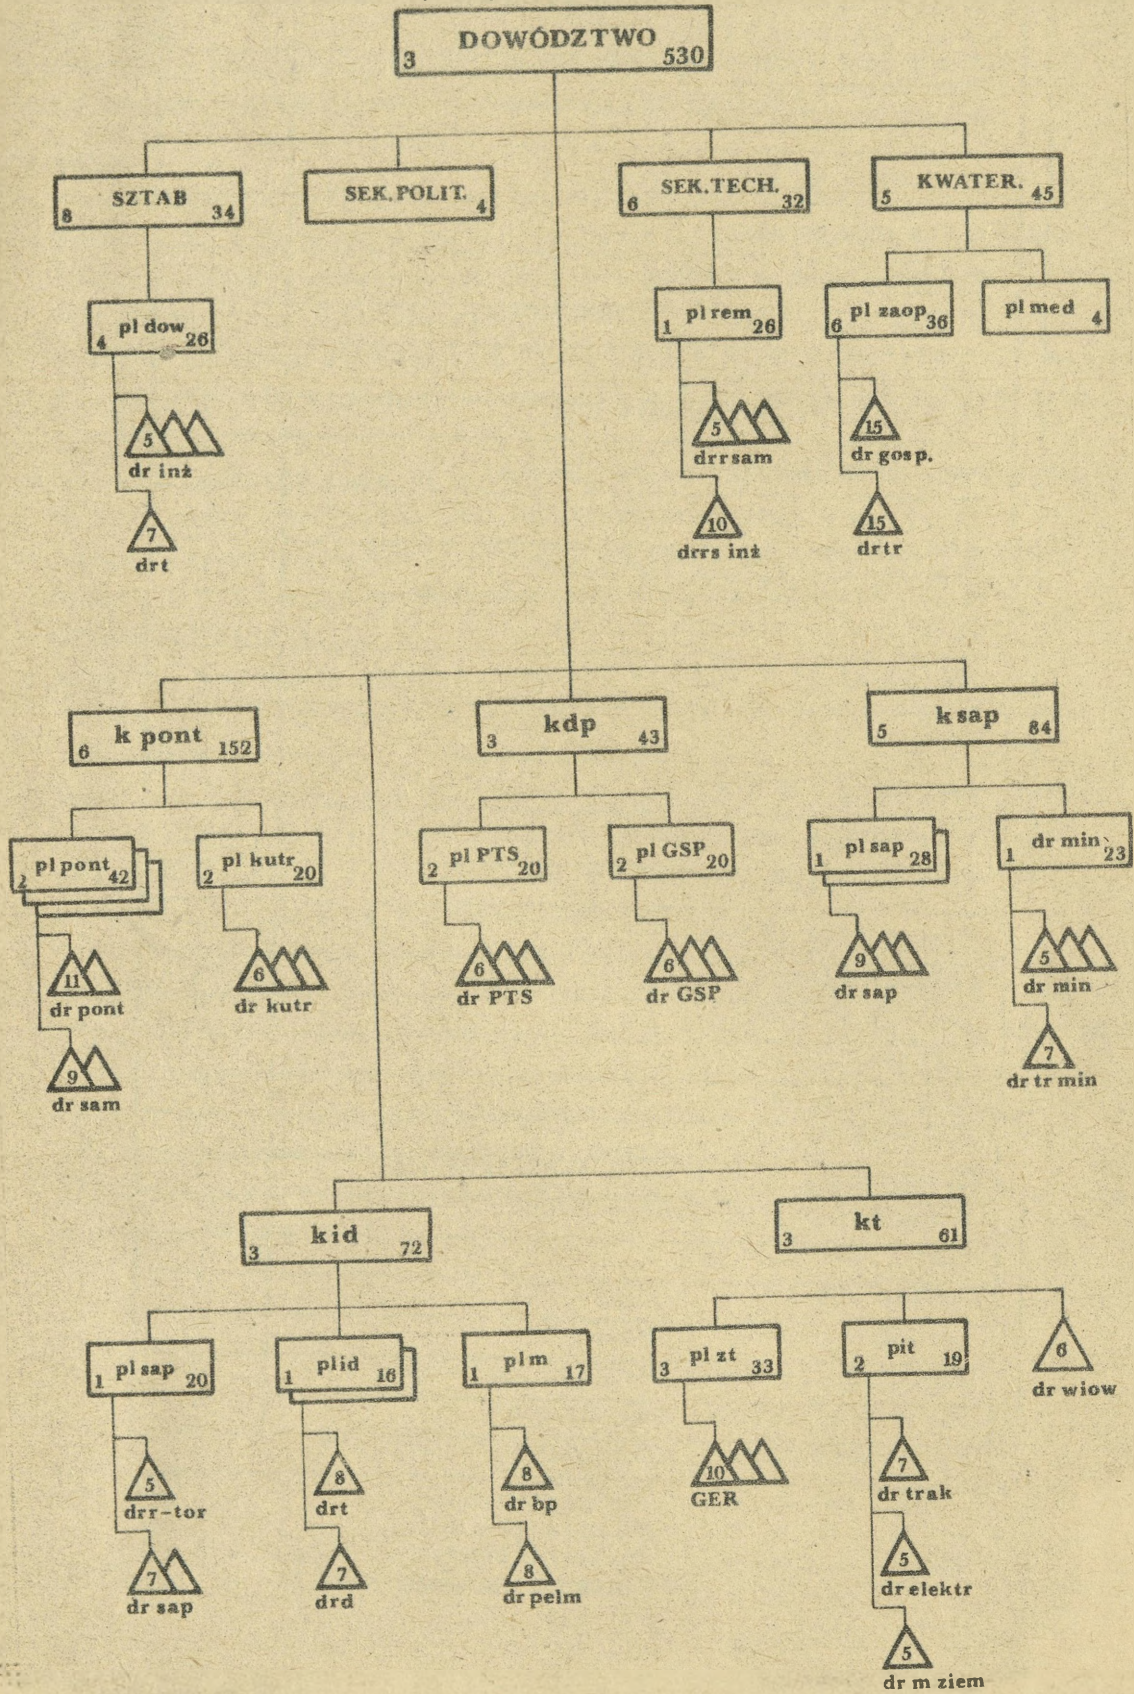 DOWÓDZTWO
3 530
SZTAB
8 34
SEK.POLIT.
4
SEK.TECH.
6 32
KWATER.
5 45
pl dow
4 26
pl rem
1 26
pl zaop
6 36
pl med
4
5
dr inż
7
drt
5
drrsam
10
drrs inż
15
dr gosp.
15
drtr
k pont
6 152
kdp
3 43
k sap
5 84
pl pont
2 42
pl kutr
2 20
pl PTS
2 20
pl GSP
2 20
pl sap
1 28
dr min
1 23
11
dr pont
9
dr sam
6
dr kutr
6
dr PTS
6
dr GSP
9
dr sap
5
dr min
7
dr tr min
kid
3 72
kt
3 61
pl sap
1 20
plid
1 16
pl m
1 17
pl zt
3 33
pit
2 19
6
dr wiow
5
drr-tor
7
dr sap
8
drt
7
drd
8
dr bp
8
dr pelm
10
GER
7
dr trak
5
dr elektr
5
dr m ziem